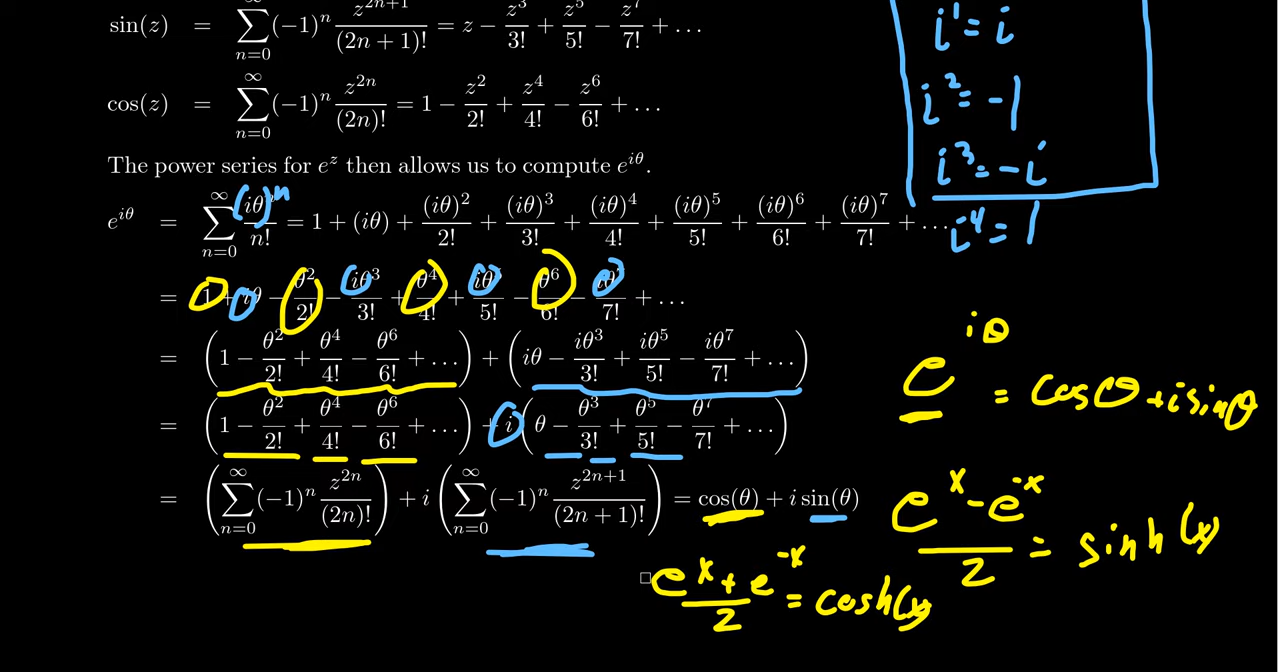 sin(z) = ∑_{n=0}^{∞} (-1)^n z^{2n+1}/(2n+1)! = z − z^3/3! + z^5/5! − z^7/7! + …
i^1 = i
cos(z) = ∑_{n=0}^{∞} (-1)^n z^{2n}/(2n)! = 1 − z^2/2! + z^4/4! − z^6/6! + …
i^2 = -1
The power series for e^z then allows us to compute e^{iθ}.
i^3 = -i
e^{iθ} = ∑_{n=0}^{∞} (iθ)^n/n! = 1 + (iθ) + (iθ)^2/2! + (iθ)^3/3! + (iθ)^4/4! + (iθ)^5/5! + (iθ)^6/6! + (iθ)^7/7! + …
i^4 = 1
= 1 + iθ − θ^2/2! − iθ^3/3! + θ^4/4! + iθ^5/5! − θ^6/6! − iθ^7/7! + …
= (1 − θ^2/2! + θ^4/4! − θ^6/6! + …) + (iθ − iθ^3/3! + iθ^5/5! − iθ^7/7! + …)
e^{iθ} = cosθ + i sinθ
= (1 − θ^2/2! + θ^4/4! − θ^6/6! + …) + i(θ − θ^3/3! + θ^5/5! − θ^7/7! + …)
= (∑_{n=0}^{∞} (-1)^n z^{2n}/(2n)!) + i(∑_{n=0}^{∞} (-1)^n z^{2n+1}/(2n+1)!) = cos(θ) + i sin(θ)
e^x - e^{-x}/2 = sinh(x)
□
e^x + e^{-x}/2 = cosh(x)